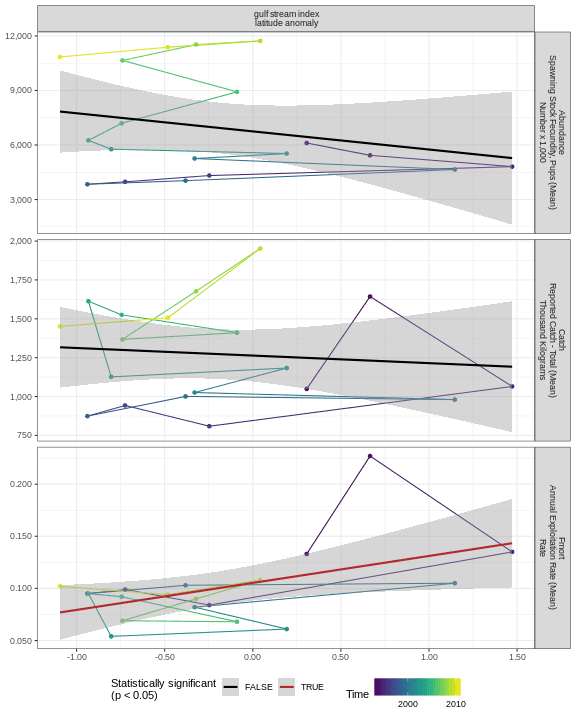 gulf stream index
latitude anomaly
12,000
9,000
6,000
3,000
Abundance
Spawning Stock Fecundity, Pups (Mean)
Number x 1,000
2,000
1,750
1,500
1,250
1,000
750
Catch
Reported Catch - Total (Mean)
Thousand Kilograms
0.200
0.150
0.100
0.050
Fmort
Annual Exploitation Rate (Mean)
Rate
-1.00 -0.50 0.00 0.50 1.00 1.50
Statistically significant
(p < 0.05)
FALSE TRUE
Time
2000 2010